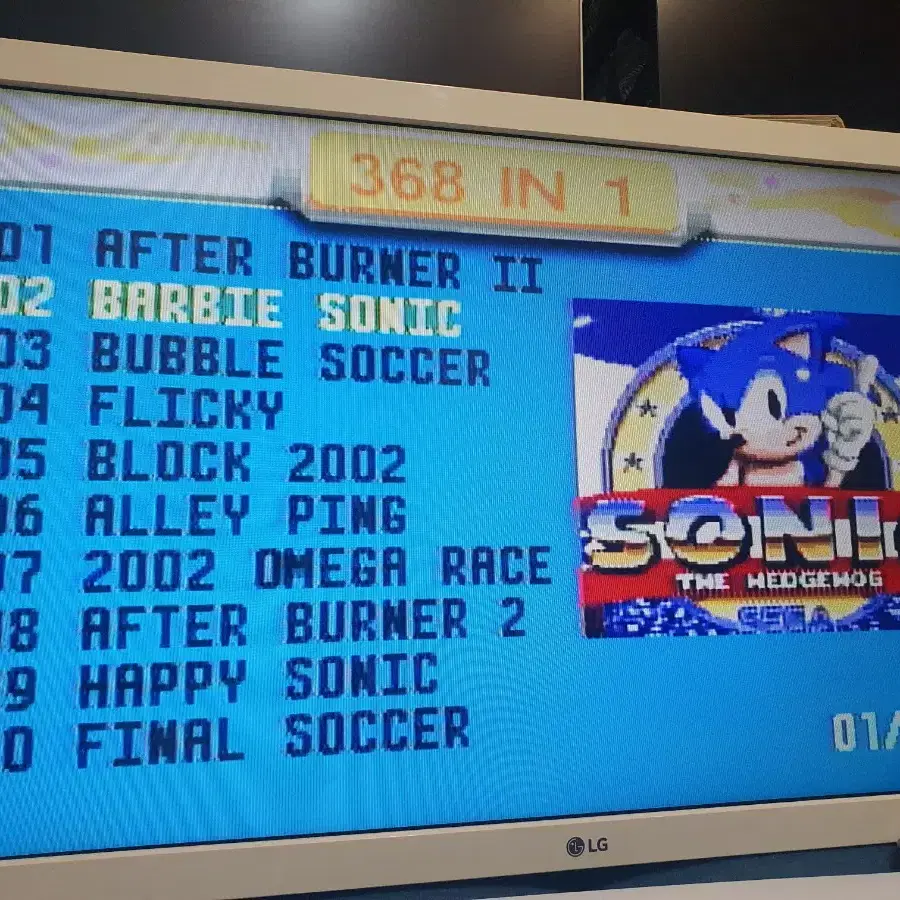 368 IN 1
01 AFTER BURNER II
02 BARBIE SONIC
03 BUBBLE SOCCER
04 FLICKY
05 BLOCK 2002
06 ALLEY PING
07 2002 OMEGA RACE
08 AFTER BURNER 2
9 HAPPY SONIC
0 FINAL SOCCER
SONIC
THE HEDGEHOG
SEGA
01/
LG